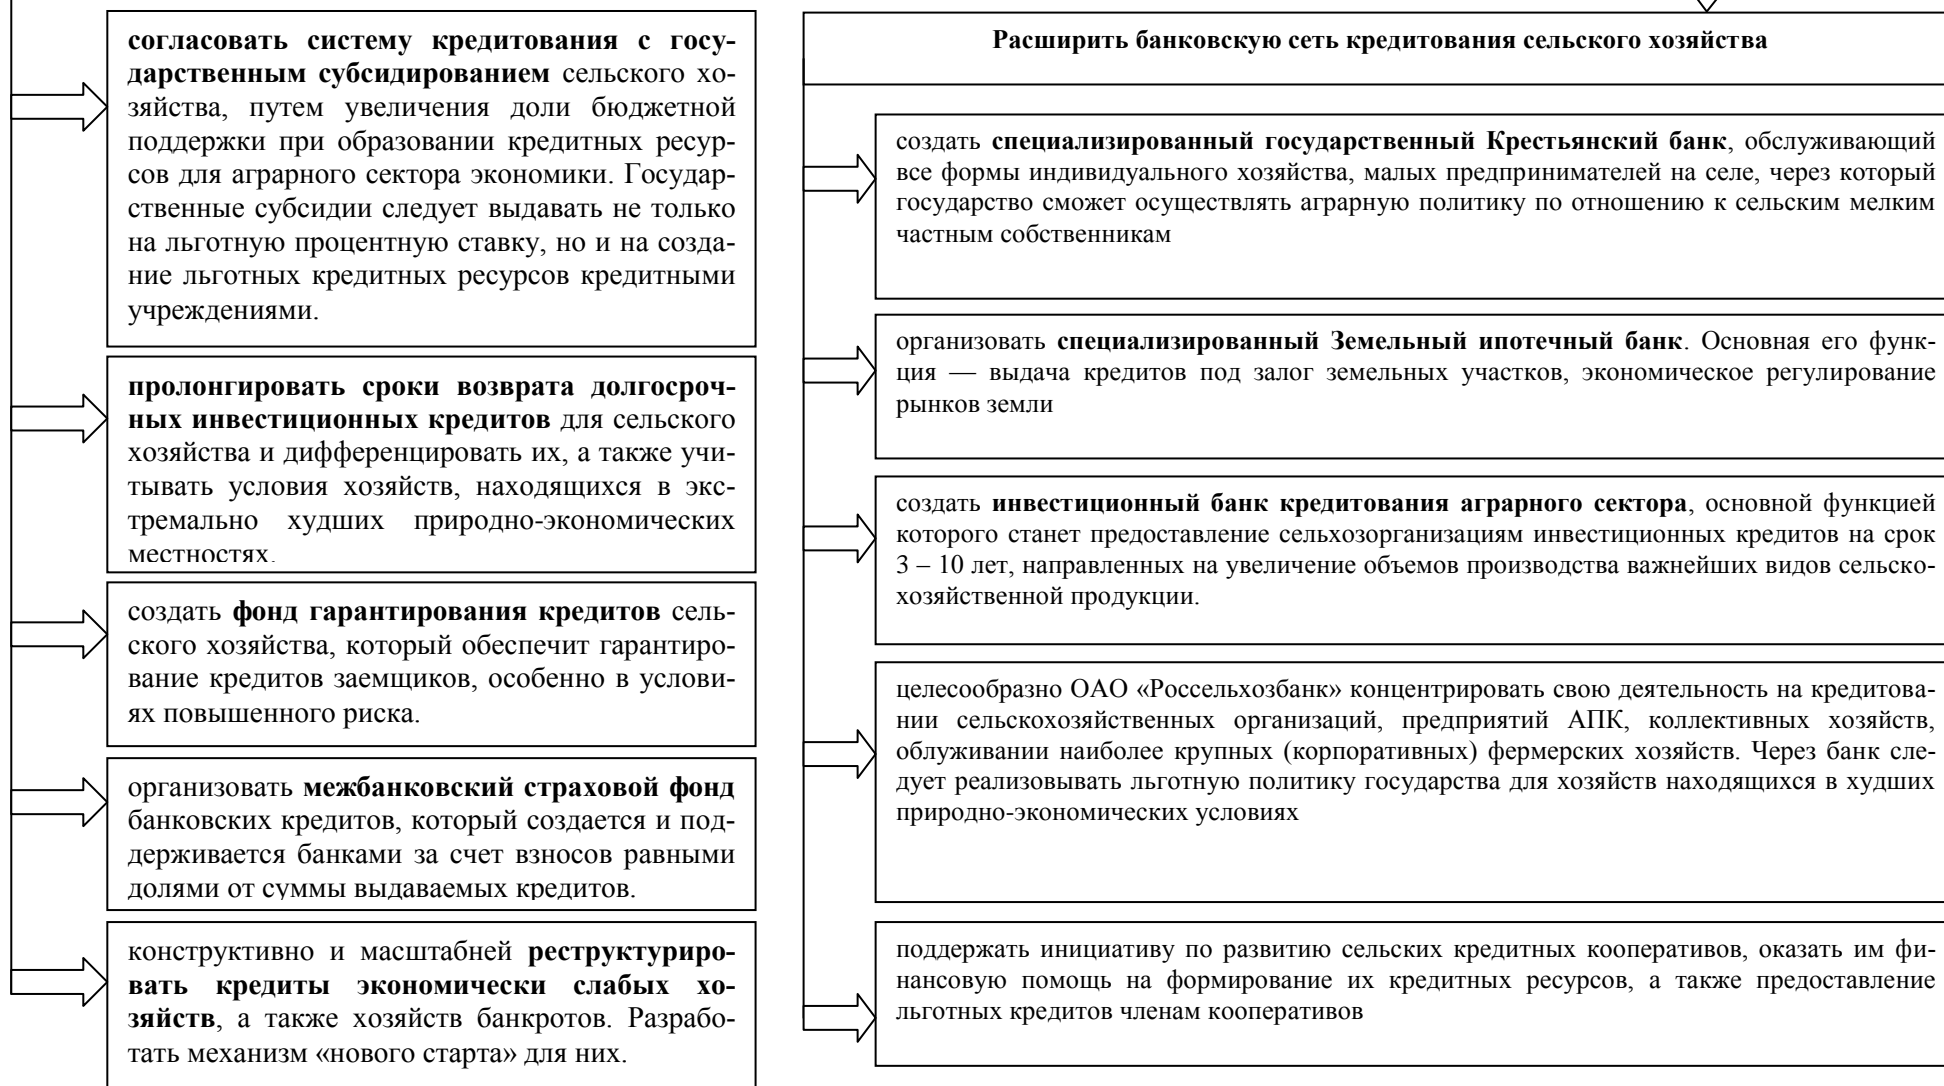 согласовать систему кредитования с госу-
дарственным субсидированием сельского хо-
зяйства, путем увеличения доли бюджетной
поддержки при образовании кредитных ресур-
сов для аграрного сектора экономики. Государ-
ственные субсидии следует выдавать не только
на льготную процентную ставку, но и на созда-
ние льготных кредитных ресурсов кредитными
учреждениями.
пролонгировать сроки возврата долгосроч-
ных инвестиционных кредитов для сельского
хозяйства и дифференцировать их, а также учи-
тывать условия хозяйств, находящихся в экс-
тремально худших природно-экономических
местностях.
создать фонд гарантирования кредитов сель-
ского хозяйства, который обеспечит гарантиро-
вание кредитов заемщиков, особенно в услови-
ях повышенного риска.
организовать межбанковский страховой фонд
банковских кредитов, который создается и под-
держивается банками за счет взносов равными
долями от суммы выдаваемых кредитов.
конструктивно и масштабней реструктуриро-
вать кредиты экономически слабых хо-
зяйств, а также хозяйств банкротов. Разрабо-
тать механизм «нового старта» для них.
Расширить банковскую сеть кредитования сельского хозяйства
создать специализированный государственный Крестьянский банк, обслуживающий
все формы индивидуального хозяйства, малых предпринимателей на селе, через который
государство сможет осуществлять аграрную политику по отношению к сельским мелким
частным собственникам
организовать специализированный Земельный ипотечный банк. Основная его функ-
ция — выдача кредитов под залог земельных участков, экономическое регулирование
рынков земли
создать инвестиционный банк кредитования аграрного сектора, основной функцией
которого станет предоставление сельхозорганизациям инвестиционных кредитов на срок
3 – 10 лет, направленных на увеличение объемов производства важнейших видов сельско-
хозяйственной продукции.
целесообразно ОАО «Россельхозбанк» концентрировать свою деятельность на кредитова-
нии сельскохозяйственных организаций, предприятий АПК, коллективных хозяйств,
облуживании наиболее крупных (корпоративных) фермерских хозяйств. Через банк сле-
дует реализовывать льготную политику государства для хозяйств находящихся в худших
природно-экономических условиях
поддержать инициативу по развитию сельских кредитных кооперативов, оказать им фи-
нансовую помощь на формирование их кредитных ресурсов, а также предоставление
льготных кредитов членам кооперативов